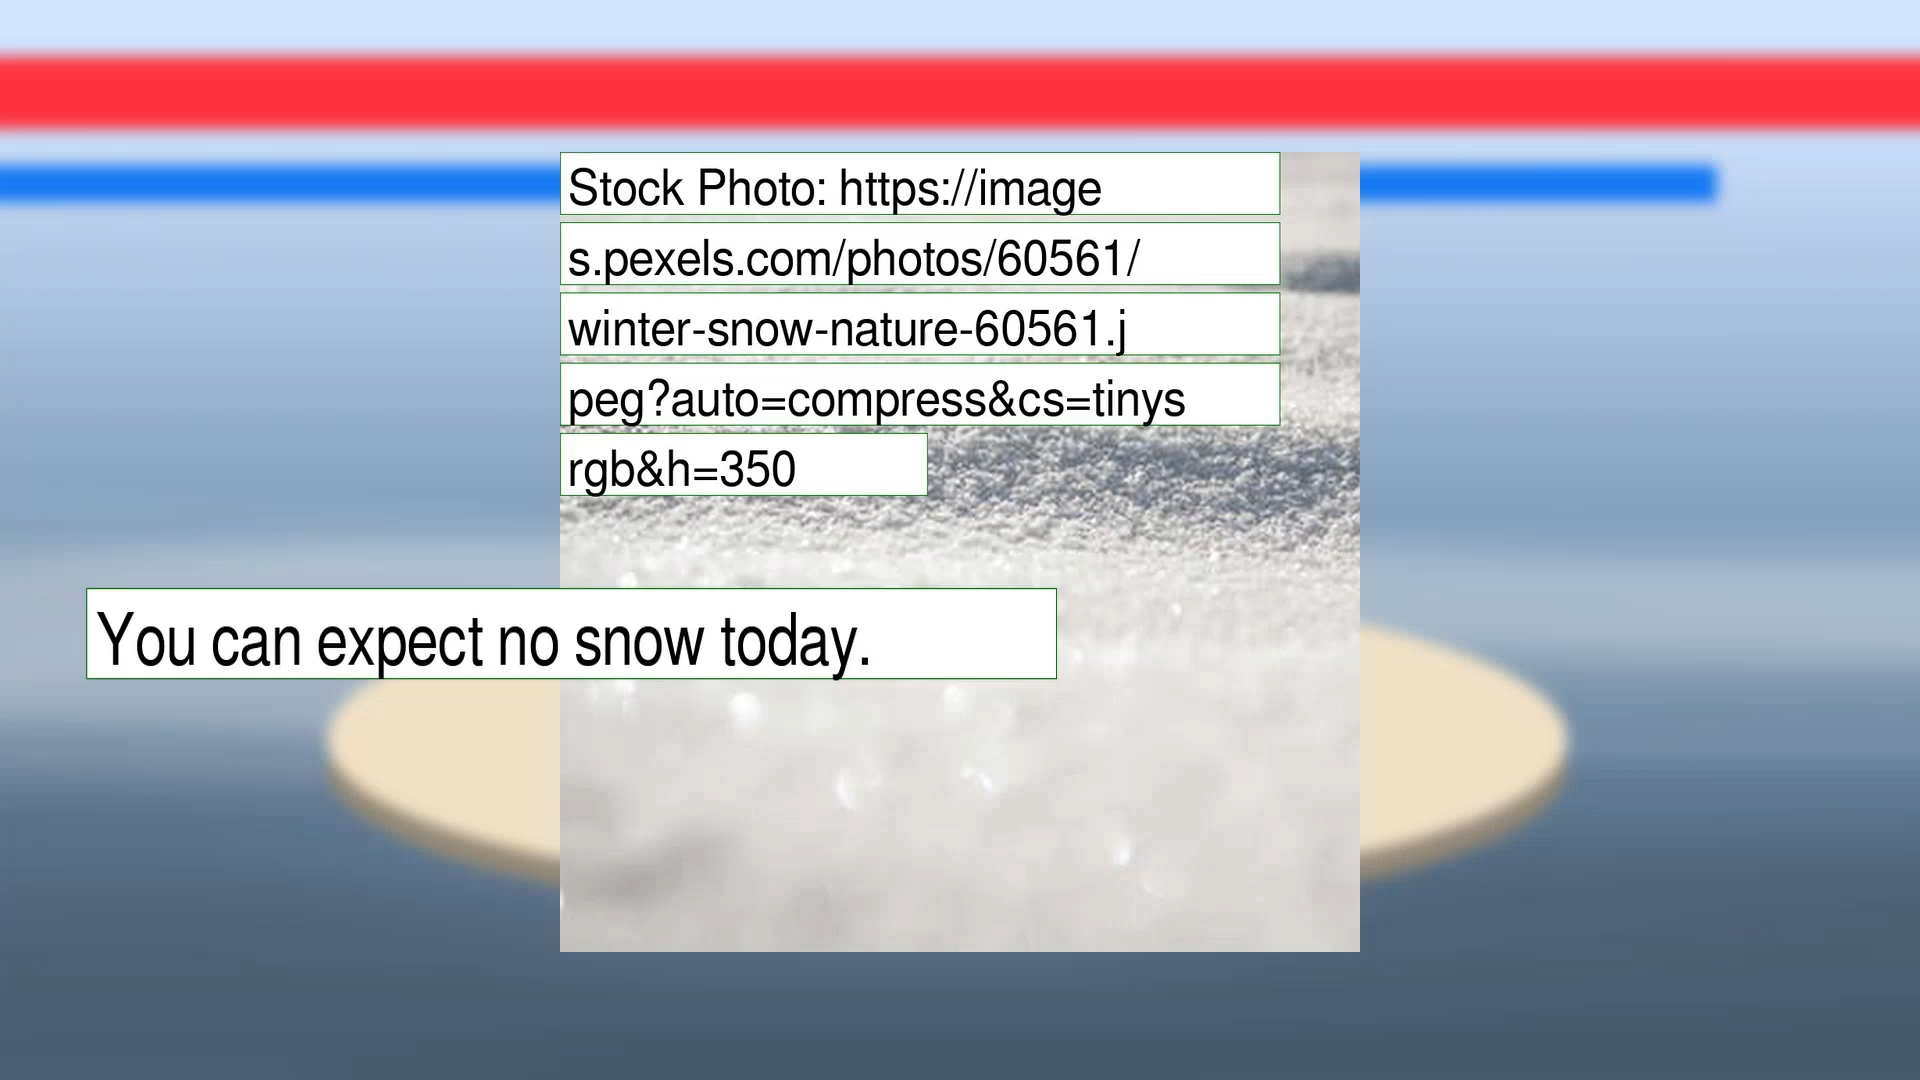 Stock Photo: https://image
s.pexels.com/photos/60561/
winter-snow-nature-60561.j
peg?auto=compress&cs=tinys
rgb&h=350
You can expect no snow today.